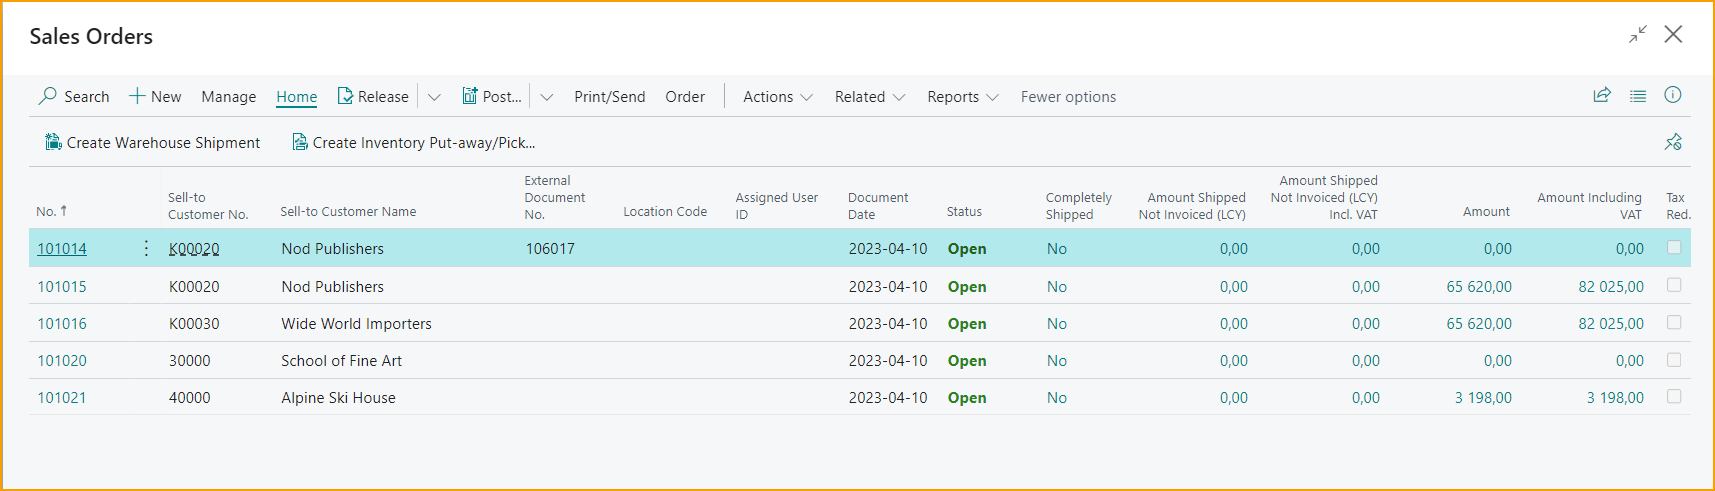 Sales Orders
Search New Manage Home Release Post... Print/Send Order Actions Related Reports Fewer options
Create Warehouse Shipment Create Inventory Put-away/Pick...
No. ↑ Sell-to Customer No. Sell-to Customer Name External Document No. Location Code Assigned User ID Document Date Status Completely Shipped Amount Shipped Not Invoiced (LCY) Amount Shipped Not Invoiced (LCY) Incl. VAT Amount Amount Including VAT Tax Red.
101014 K00020 Nod Publishers 106017 2023-04-10 Open No 0,00 0,00 0,00 0,00
101015 K00020 Nod Publishers 2023-04-10 Open No 0,00 0,00 65 620,00 82 025,00
101016 K00030 Wide World Importers 2023-04-10 Open No 0,00 0,00 65 620,00 82 025,00
101020 30000 School of Fine Art 2023-04-10 Open No 0,00 0,00 0,00 0,00
101021 40000 Alpine Ski House 2023-04-10 Open No 0,00 0,00 3 198,00 3 198,00